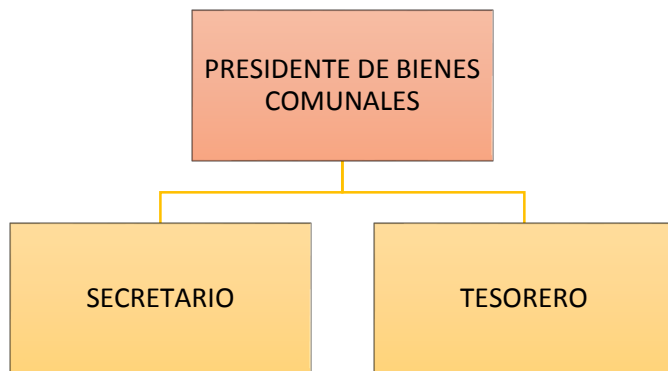 PRESIDENTE DE BIENES
COMUNALES
SECRETARIO
TESORERO